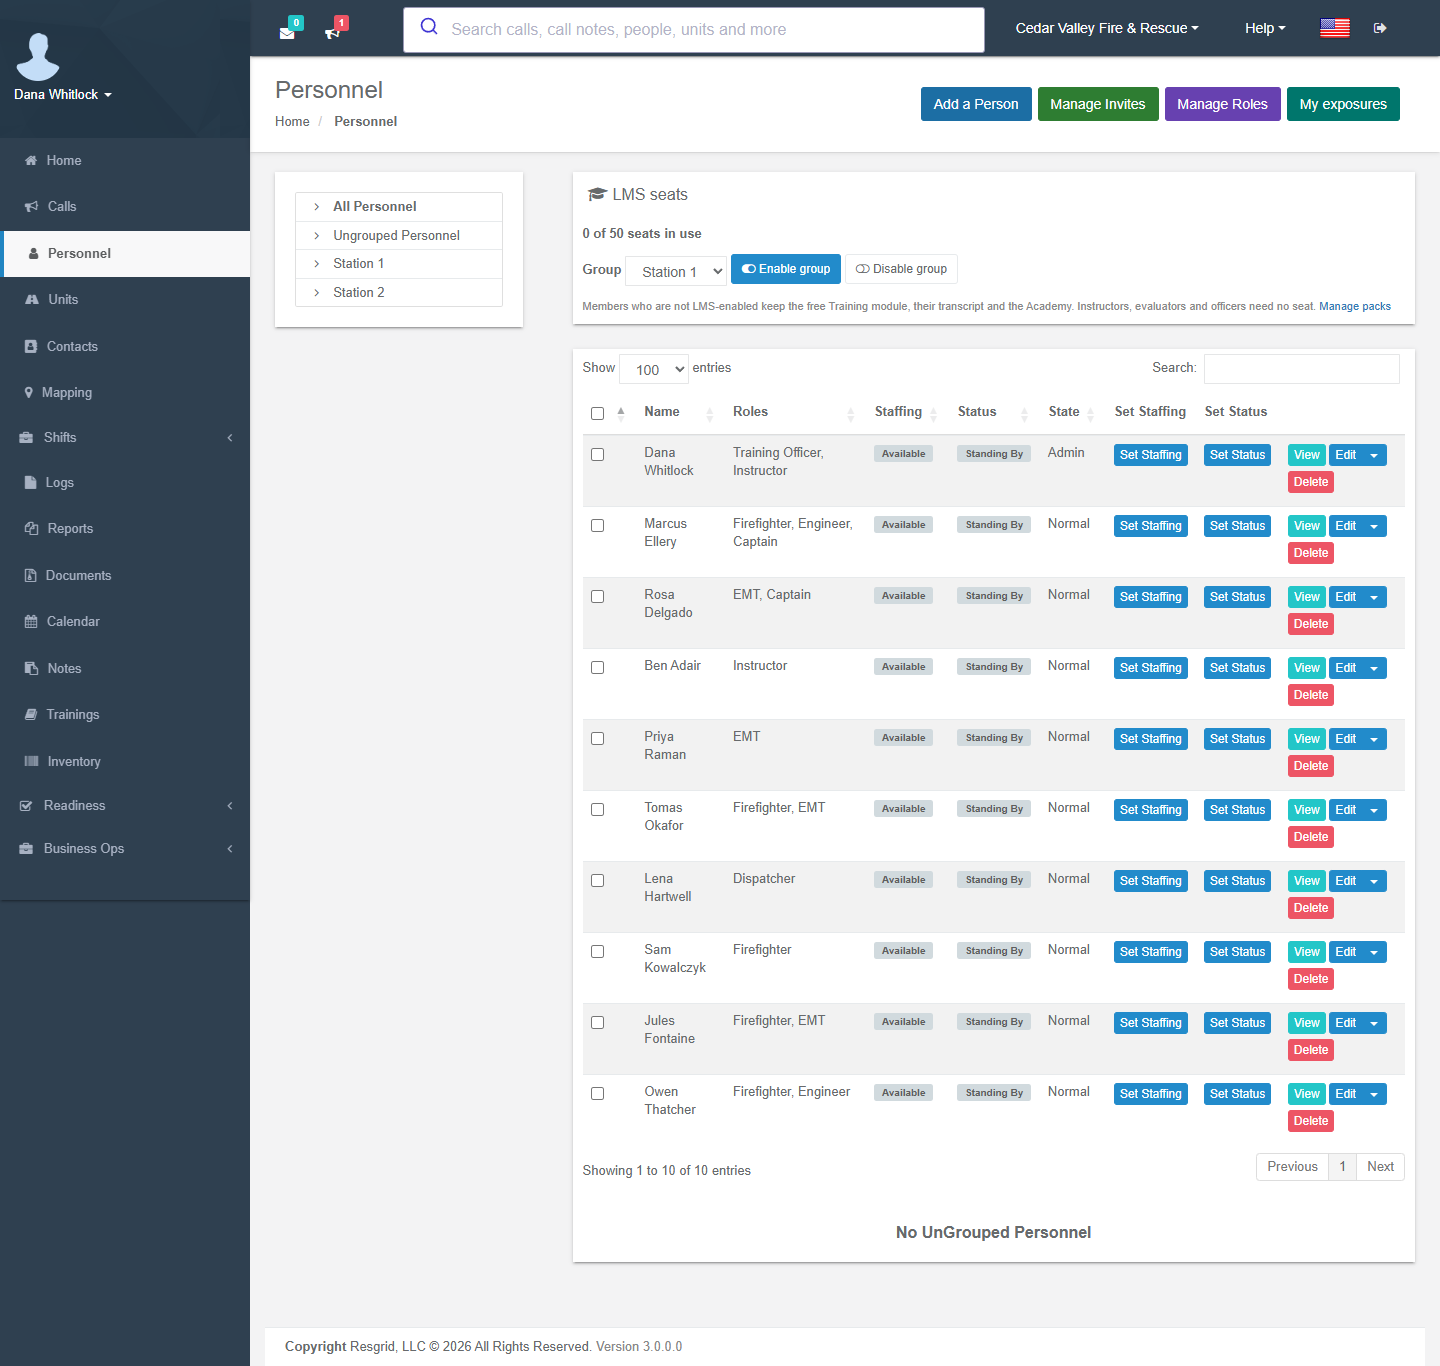 0
1
Search calls, call notes, people, units and more
Cedar Valley Fire & Rescue
Help
Dana Whitlock
Home
Calls
Personnel
Units
Contacts
Mapping
Shifts
Logs
Reports
Documents
Calendar
Notes
Trainings
Inventory
Readiness
Business Ops
Personnel
Home / Personnel
Add a Person
Manage Invites
Manage Roles
My exposures
All Personnel
Ungrouped Personnel
Station 1
Station 2
LMS seats
0 of 50 seats in use
Group Station 1 Enable group Disable group
Members who are not LMS-enabled keep the free Training module, their transcript and the Academy. Instructors, evaluators and officers need no seat. Manage packs
Show 100 entries
Search:
Name Roles Staffing Status State Set Staffing Set Status
Dana Whitlock Training Officer, Instructor Available Standing By Admin Set Staffing Set Status View Edit Delete
Marcus Ellery Firefighter, Engineer, Captain Available Standing By Normal Set Staffing Set Status View Edit Delete
Rosa Delgado EMT, Captain Available Standing By Normal Set Staffing Set Status View Edit Delete
Ben Adair Instructor Available Standing By Normal Set Staffing Set Status View Edit Delete
Priya Raman EMT Available Standing By Normal Set Staffing Set Status View Edit Delete
Tomas Okafor Firefighter, EMT Available Standing By Normal Set Staffing Set Status View Edit Delete
Lena Hartwell Dispatcher Available Standing By Normal Set Staffing Set Status View Edit Delete
Sam Kowalczyk Firefighter Available Standing By Normal Set Staffing Set Status View Edit Delete
Jules Fontaine Firefighter, EMT Available Standing By Normal Set Staffing Set Status View Edit Delete
Owen Thatcher Firefighter, Engineer Available Standing By Normal Set Staffing Set Status View Edit Delete
Showing 1 to 10 of 10 entries
Previous 1 Next
No UnGrouped Personnel
Copyright Resgrid, LLC © 2026 All Rights Reserved. Version 3.0.0.0